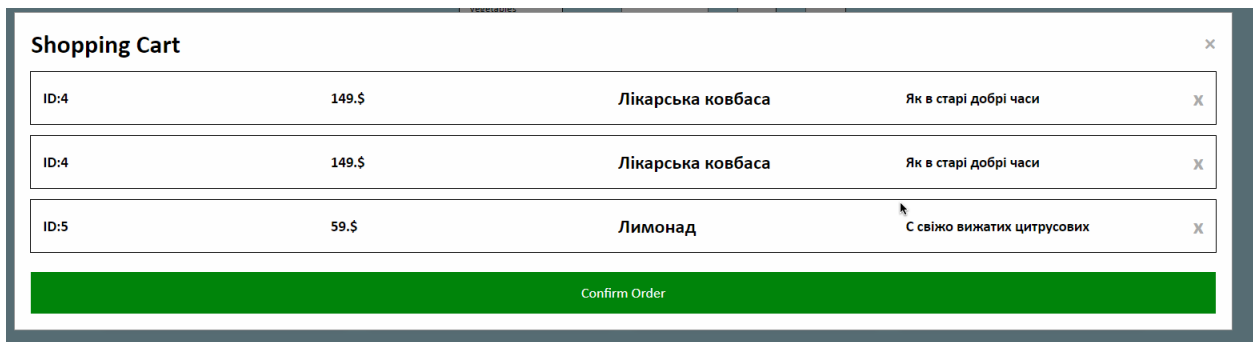 vegetables
Shopping Cart ×
ID:4 149.$ Лікарська ковбаса Як в старі добрі часи x
ID:4 149.$ Лікарська ковбаса Як в старі добрі часи x
ID:5 59.$ Лимонад С свіжо вижатих цитрусових x
Confirm Order